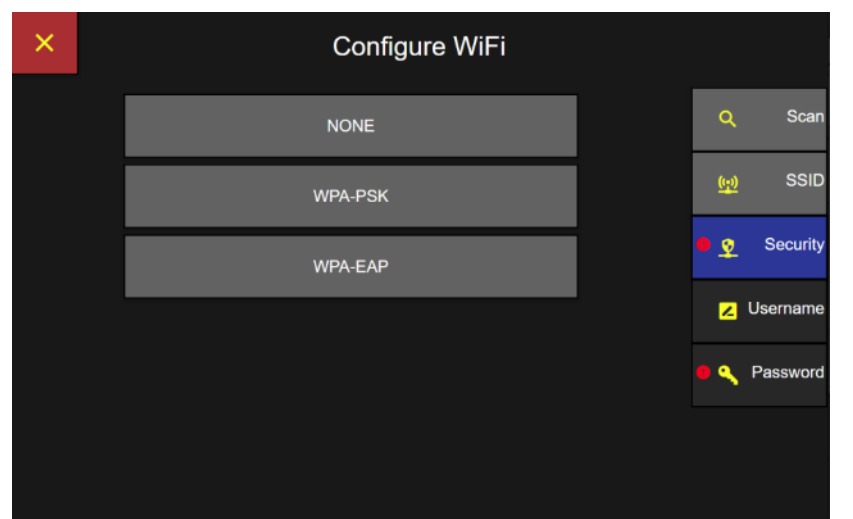 Configure WiFi
NONE
WPA-PSK
WPA-EAP
Scan
SSID
Security
Username
Password